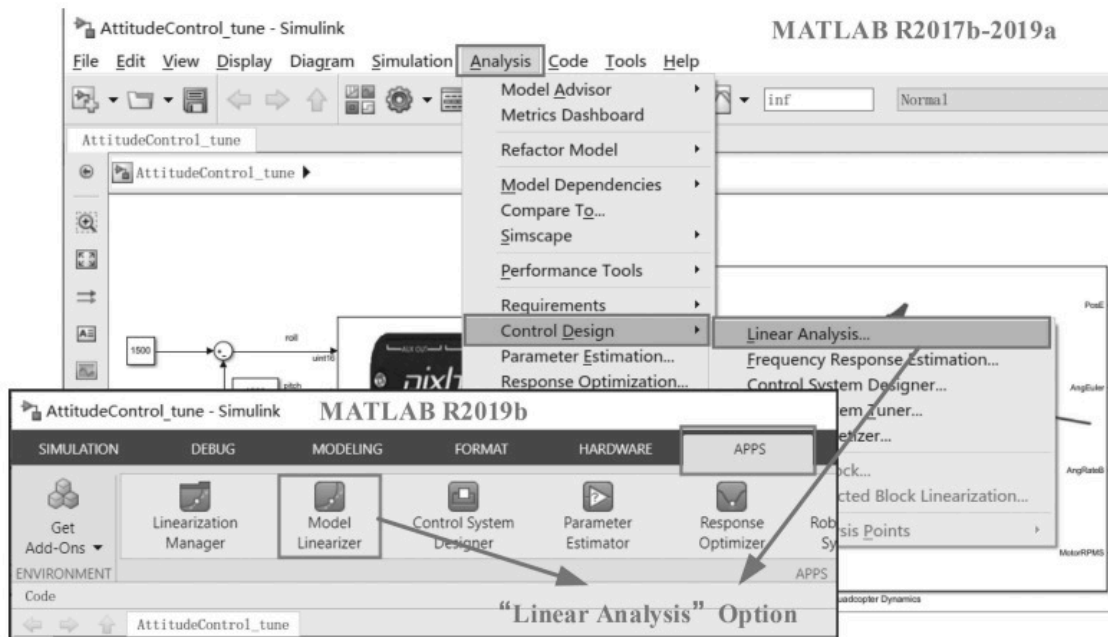 AttitudeControl_tune - Simulink
MATLAB R2017b-2019a
File Edit View Display Diagram Simulation Analysis Code Tools Help
inf
Normal
AttitudeControl_tune
AttitudeControl_tune
Model Advisor
Metrics Dashboard
Refactor Model
Model Dependencies
Compare To...
Simscape
Performance Tools
Requirements
Control Design
Parameter Estimation...
Response Optimization...
Linear Analysis...
Frequency Response Estimation...
Control System Designer...
1500
roll
uint16
pitch
AUX OUT
PosE
AngEuler
AngRateB
MotorRPMS
AttitudeControl_tune - Simulink
MATLAB R2019b
SIMULATION DEBUG MODELING FORMAT HARDWARE APPS
Get Add-Ons
Linearization Manager
Model Linearizer
Control System Designer
Parameter Estimator
Response Optimizer
ENVIRONMENT
APPS
Code
AttitudeControl_tune
Dynamics
“Linear Analysis” Option